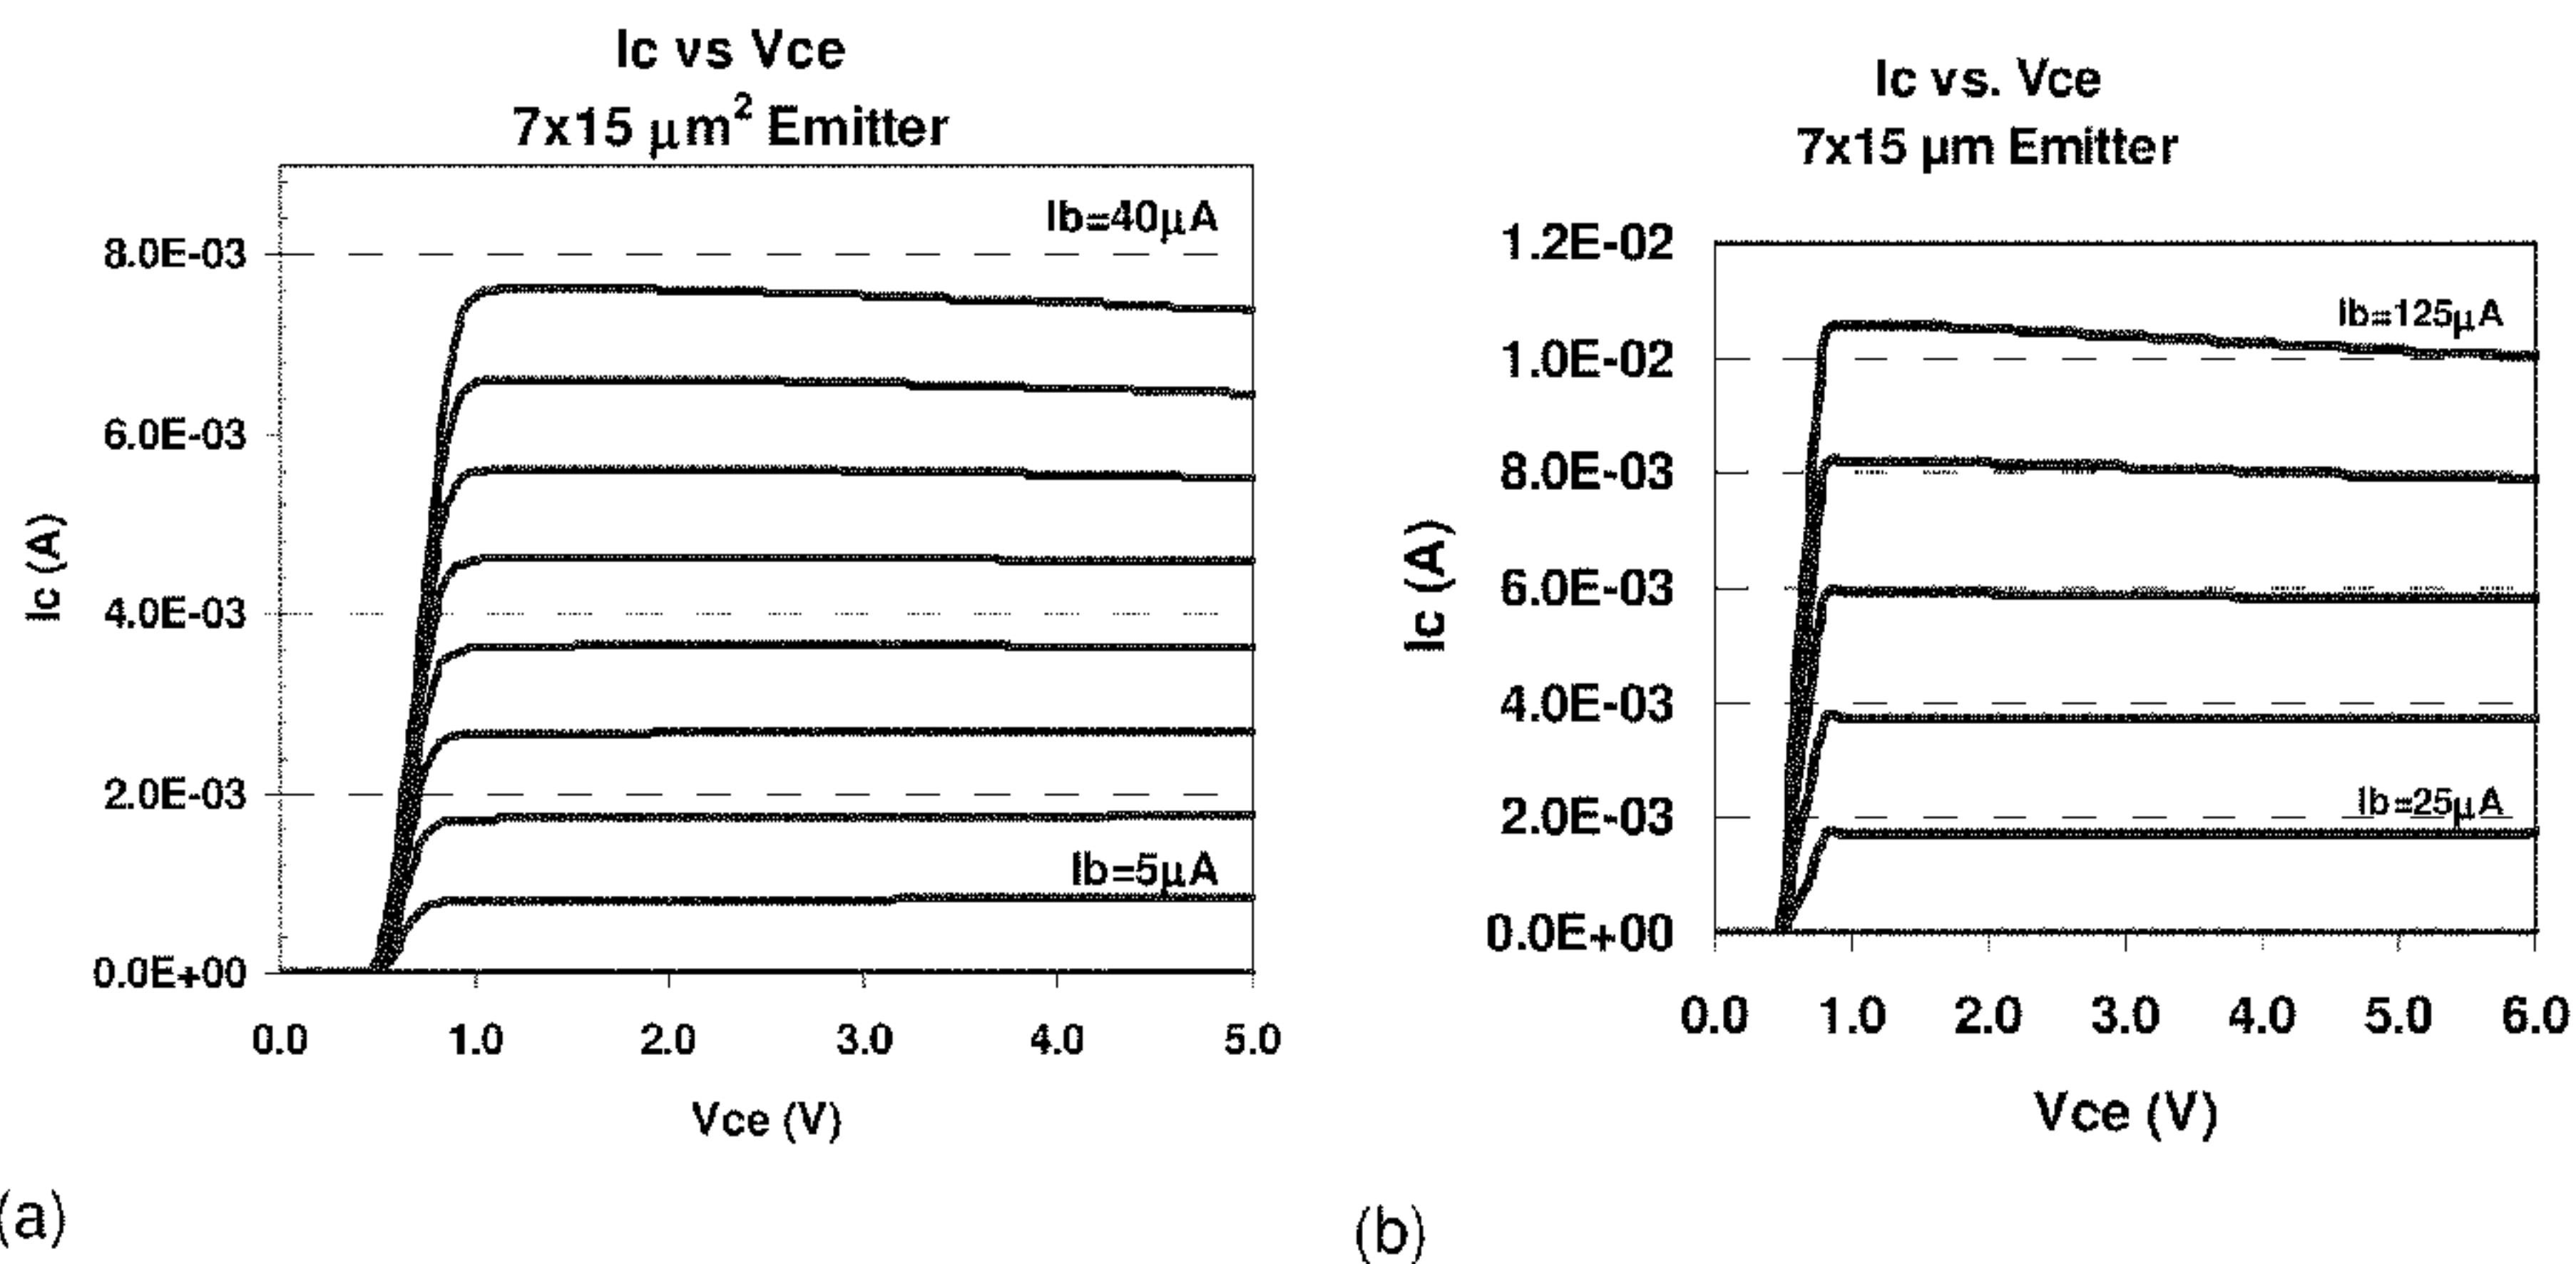 Ic vs Vce
7x15 µm² Emitter
Ib=40µA
8.0E-03
6.0E-03
4.0E-03
2.0E-03
0.0E+00
Ic (A)
Ib=5µA
0.0 1.0 2.0 3.0 4.0 5.0
Vce (V)
(a)
Ic vs. Vce
7x15 µm Emitter
1.2E-02
1.0E-02
8.0E-03
6.0E-03
4.0E-03
2.0E-03
0.0E+00
Ic (A)
Ib=125µA
Ib=25µA
0.0 1.0 2.0 3.0 4.0 5.0 6.0
Vce (V)
(b)